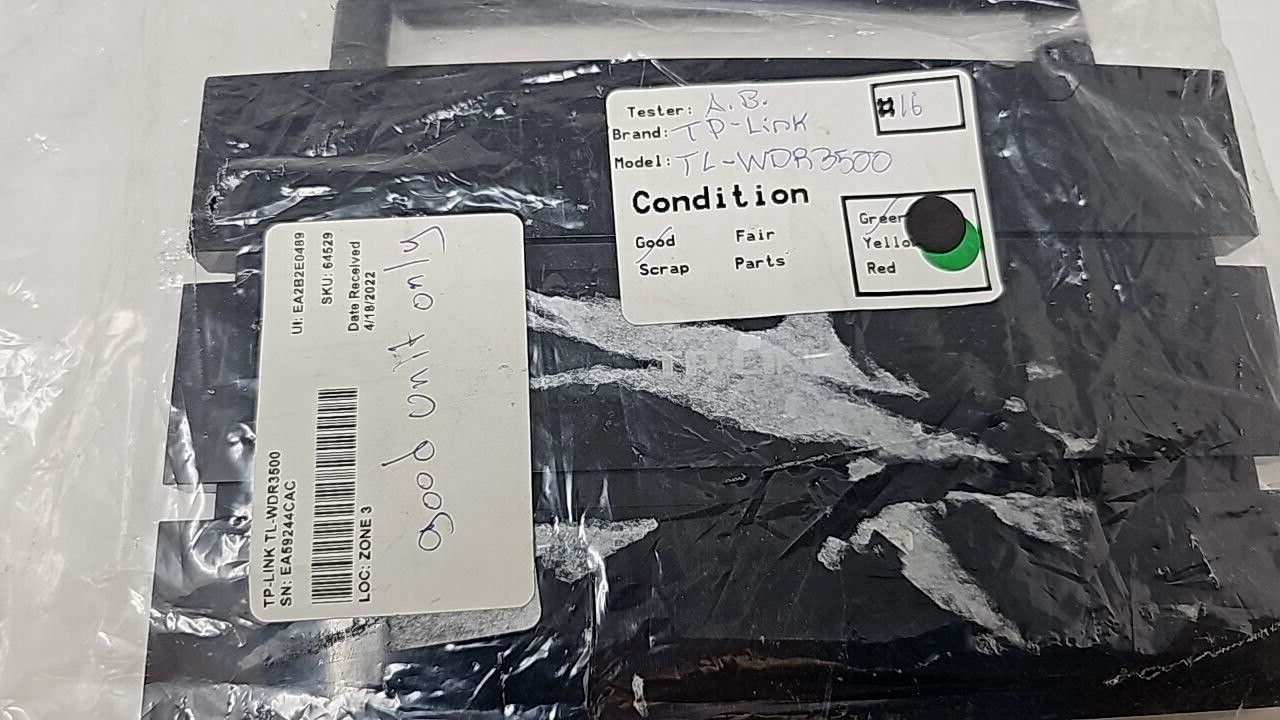 Tester: A.B.
#16
Brand: TP-Link
Model: TL-WDR3500
Condition
Good Fair
Scrap Parts
Green
Yello
Red
TP-LINK TL-WDR3500
SN: EA59244CAC
UI: EA2B2E0489
SKU: 64529
Date Received
4/18/2022
LOC: ZONE 3
good unit only